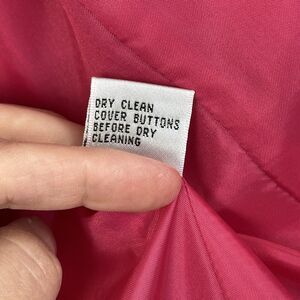 DRY CLEAN
COVER BUTTONS
BEFORE DRY
CLEANING